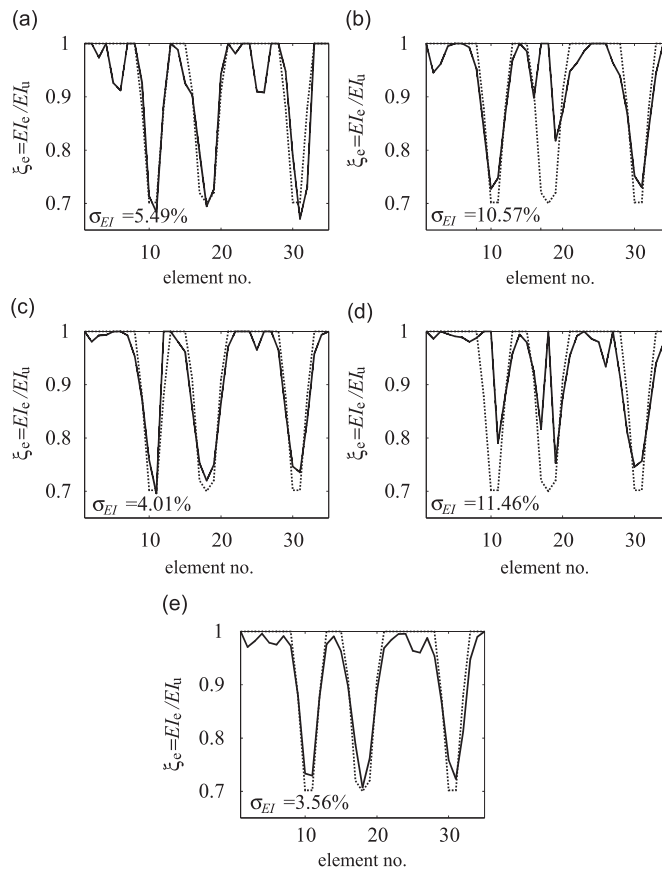 (a)
1
0.9
0.8
0.7
ξe=EIe/EIu
σEI=5.49%
10 20 30
element no.
(b)
1
0.9
0.8
0.7
ξe=EIe/EIu
σEI=10.57%
10 20 30
element no.
(c)
1
0.9
0.8
0.7
ξe=EIe/EIu
σEI=4.01%
10 20 30
element no.
(d)
1
0.9
0.8
0.7
ξe=EIe/EIu
σEI=11.46%
10 20 30
element no.
(e)
1
0.9
0.8
0.7
ξe=EIe/EIu
σEI=3.56%
10 20 30
element no.